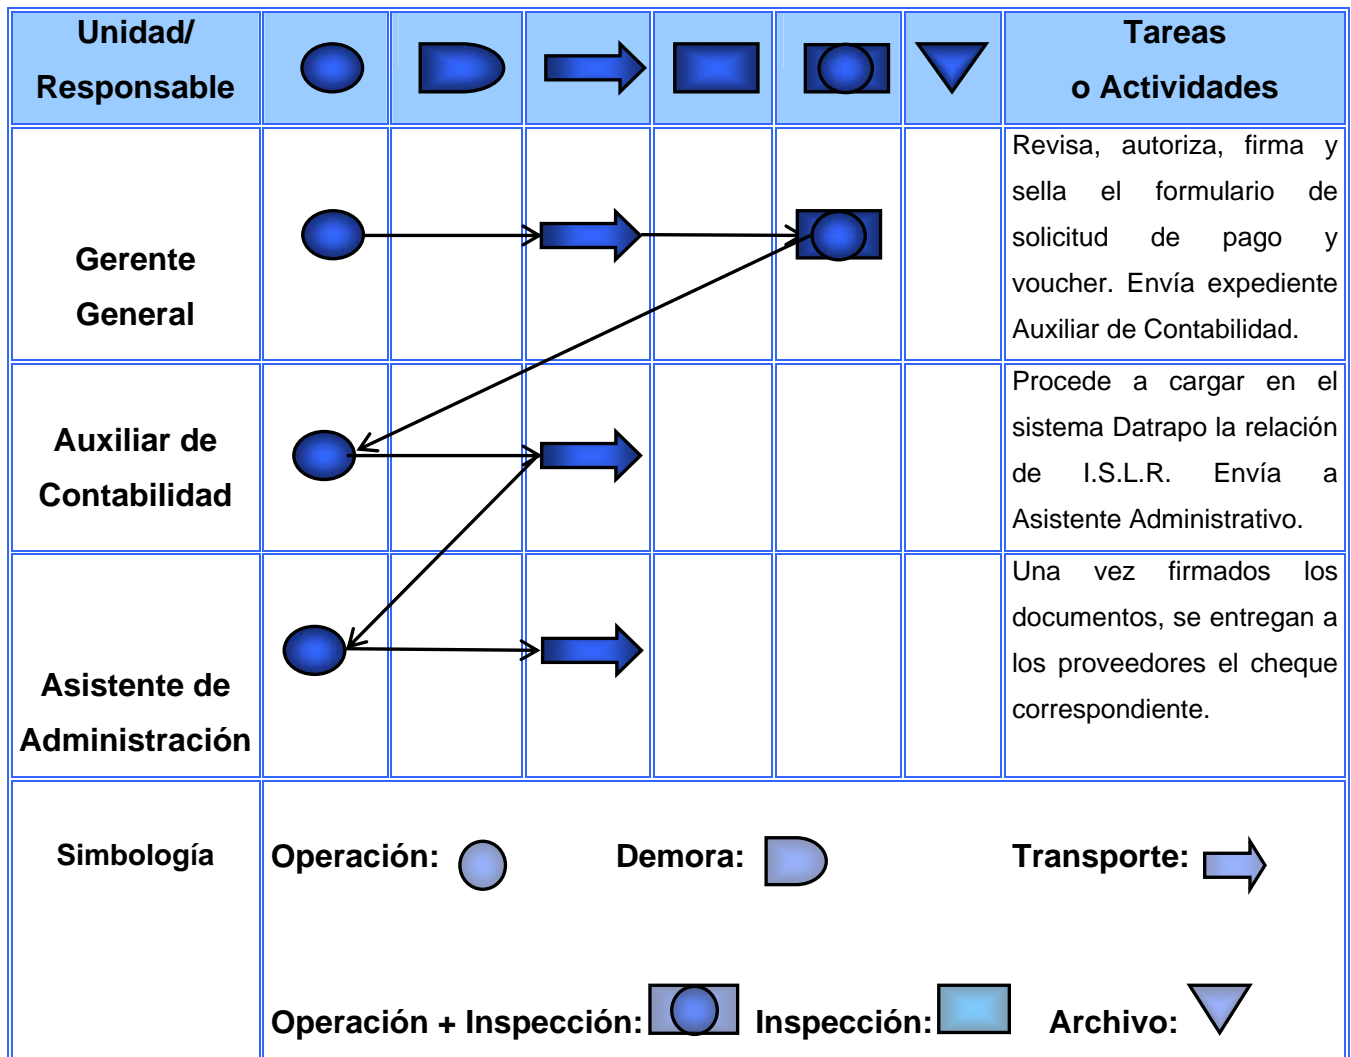 Unidad/
Responsable
Tareas
o Actividades
Gerente
General
Revisa, autoriza, firma y
sella el formulario de
solicitud de pago y
voucher. Envía expediente
Auxiliar de Contabilidad.
Auxiliar de
Contabilidad
Procede a cargar en el
sistema Datrapo la relación
de I.S.L.R. Envía a
Asistente Administrativo.
Asistente de
Administración
Una vez firmados los
documentos, se entregan a
los proveedores el cheque
correspondiente.
Simbología
Operación: Demora: Transporte:
Operación + Inspección: Inspección: Archivo: